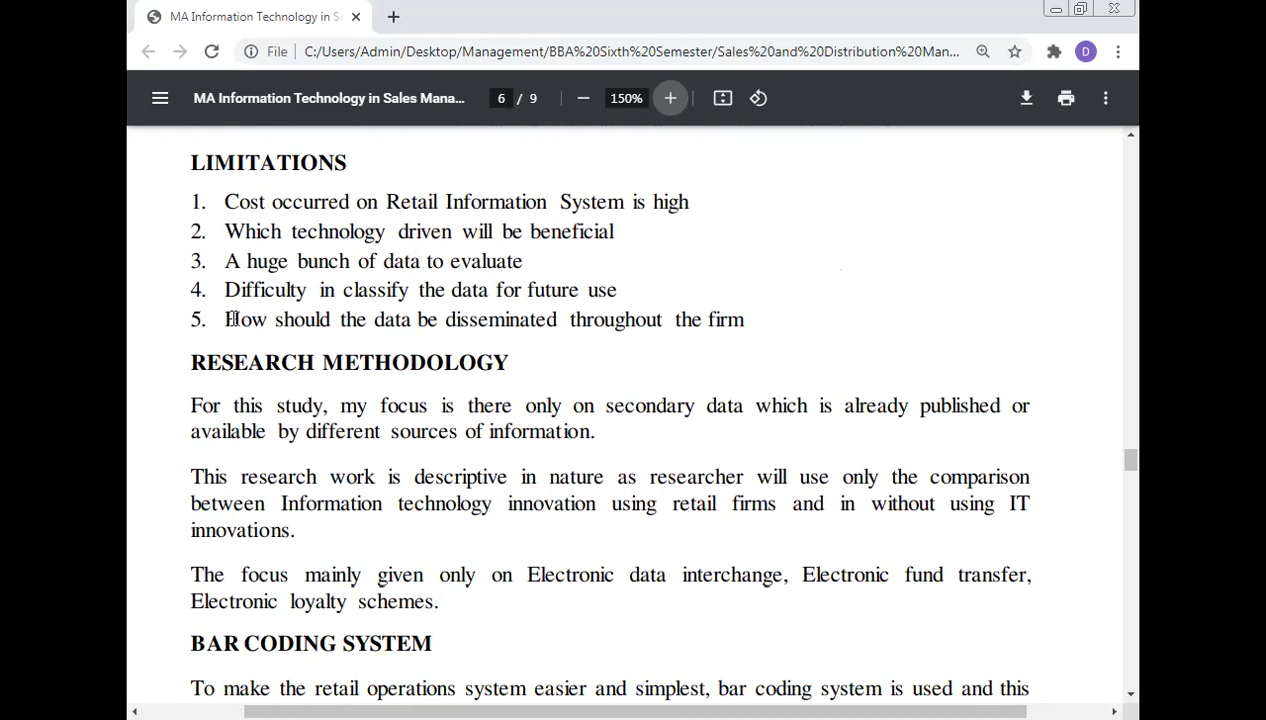 MA Information Technology in S
File C:/Users/Admin/Desktop/Management/BBA%20Sixth%20Semester/Sales%20and%20Distribution%20Man... D
MA Information Technology in Sales Mana... 6 / 9 150%
LIMITATIONS
1. Cost occurred on Retail Information System is high
2. Which technology driven will be beneficial
3. A huge bunch of data to evaluate
4. Difficulty in classify the data for future use
5. How should the data be disseminated throughout the firm
RESEARCH METHODOLOGY
For this study, my focus is there only on secondary data which is already published or
available by different sources of information.
This research work is descriptive in nature as researcher will use only the comparison
between Information technology innovation using retail firms and in without using IT
innovations.
The focus mainly given only on Electronic data interchange, Electronic fund transfer,
Electronic loyalty schemes.
BAR CODING SYSTEM
To make the retail operations system easier and simplest, bar coding system is used and this